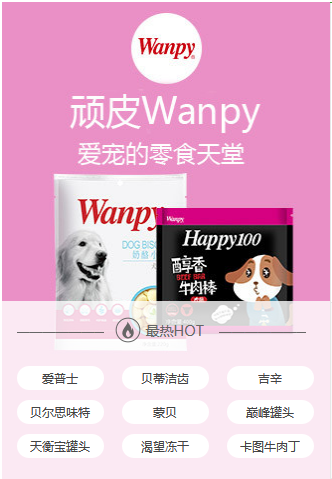 Wanpy
顽皮Wanpy
爱宠的零食天堂
Wanpy
DOG BISC
Wanpy
Happy100
醇香
BEEF BAR
牛肉棒
最热HOT
爱普士
贝蒂洁齿
吉辛
贝尔思味特
蒙贝
巅峰罐头
天衡宝罐头
渴望冻干
卡图牛肉丁